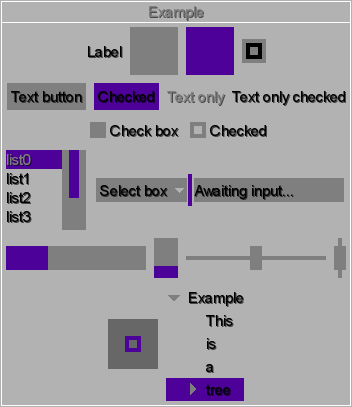 Example
Label
Text button Checked Text only Text only checked
Check box Checked
list0
list1
list2
list3
Select box Awaiting input...
Example
This
is
a
tree